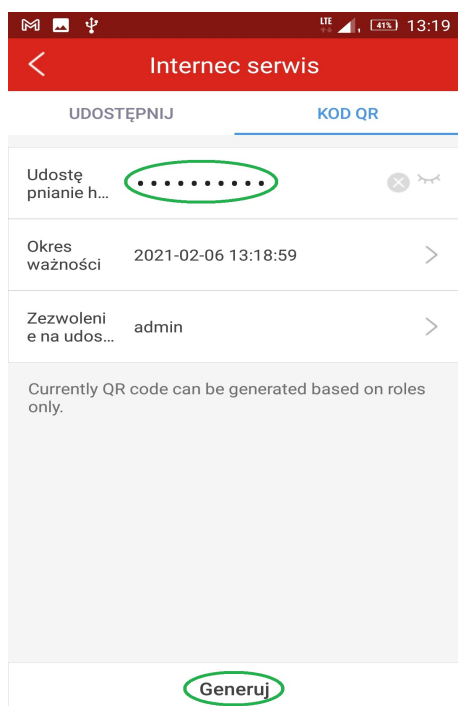 LTE 41% 13:19
Internec serwis
UDOSTĘPNIJ KOD QR
Udostę
pnianie h...
••••••••••
Okres
ważności
2021-02-06 13:18:59
Zezwoleni
e na udos...
admin
Currently QR code can be generated based on roles
only.
Generuj